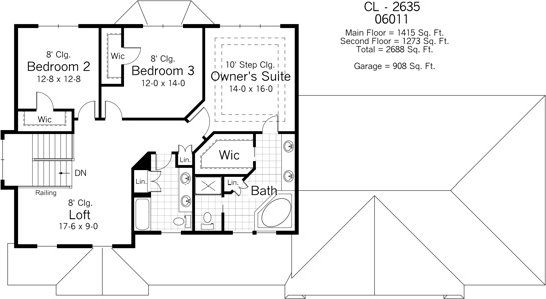 CL - 2635
06011
Main Floor = 1415 Sq. Ft.
Second Floor = 1273 Sq. Ft.
Total = 2688 Sq. Ft.
Garage = 908 Sq. Ft.
8' Clg.
Bedroom 2
12-8 x 12-8
Wic
8' Clg.
Bedroom 3
12-0 x 14-0
10' Step Clg.
Owner's Suite
14-0 x 16-0
Wic
Lin.
Wic
DN
Railing
Lin.
Lin.
Bath
8' Clg.
Loft
17-6 x 9-0